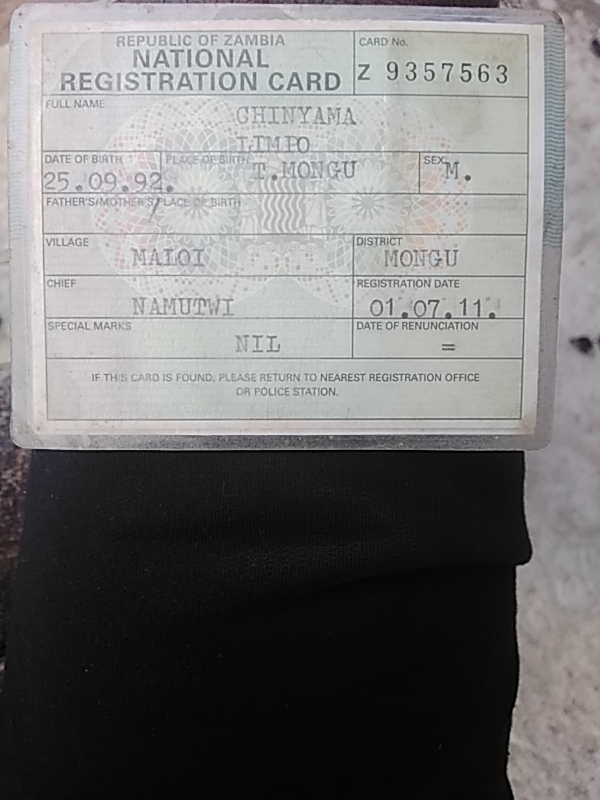 REPUBLIC OF ZAMBIA
NATIONAL
REGISTRATION CARD
CARD No.
Z 9357563
FULL NAME
CHINYAMA
LIMPO
DATE OF BIRTH
25.09.92.
PLACE OF BIRTH
T.MONGU
SEX
M.
FATHER'S/MOTHER'S PLACE OF BIRTH
/
VILLAGE
MALOI
DISTRICT
MONGU
CHIEF
NAMUTWI
REGISTRATION DATE
01.07.11.
SPECIAL MARKS
NIL
DATE OF RENUNCIATION
=
IF THIS CARD IS FOUND, PLEASE RETURN TO NEAREST REGISTRATION OFFICE
OR POLICE STATION.